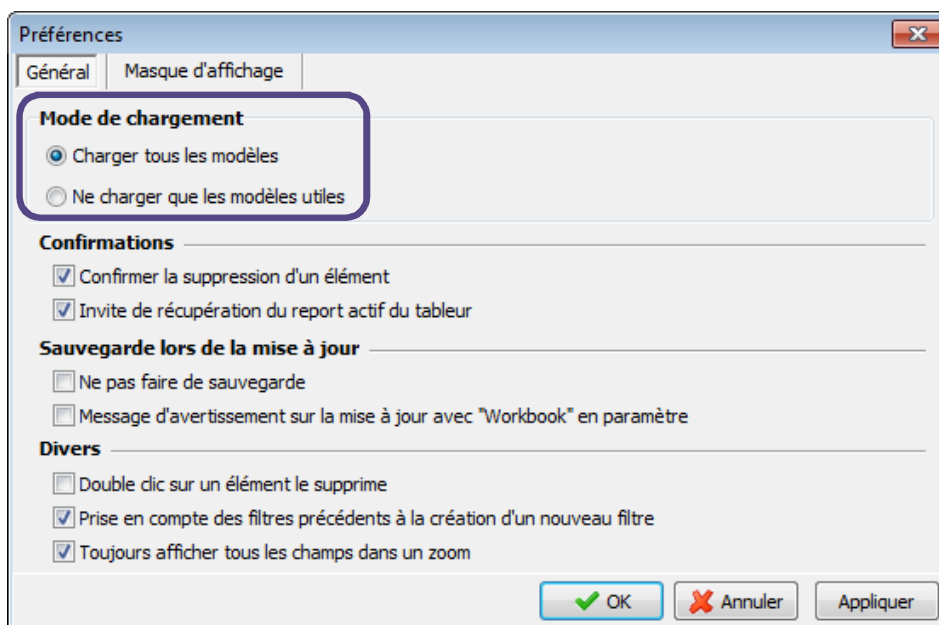 Préférences
Général
Masque d'affichage
Mode de chargement
Charger tous les modèles
Ne charger que les modèles utiles
Confirmations
Confirmer la suppression d'un élément
Invite de récupération du report actif du tableur
Sauvegarde lors de la mise à jour
Ne pas faire de sauvegarde
Message d'avertissement sur la mise à jour avec "Workbook" en paramètre
Divers
Double clic sur un élément le supprime
Prise en compte des filtres précédents à la création d'un nouveau filtre
Toujours afficher tous les champs dans un zoom
OK
Annuler
Appliquer